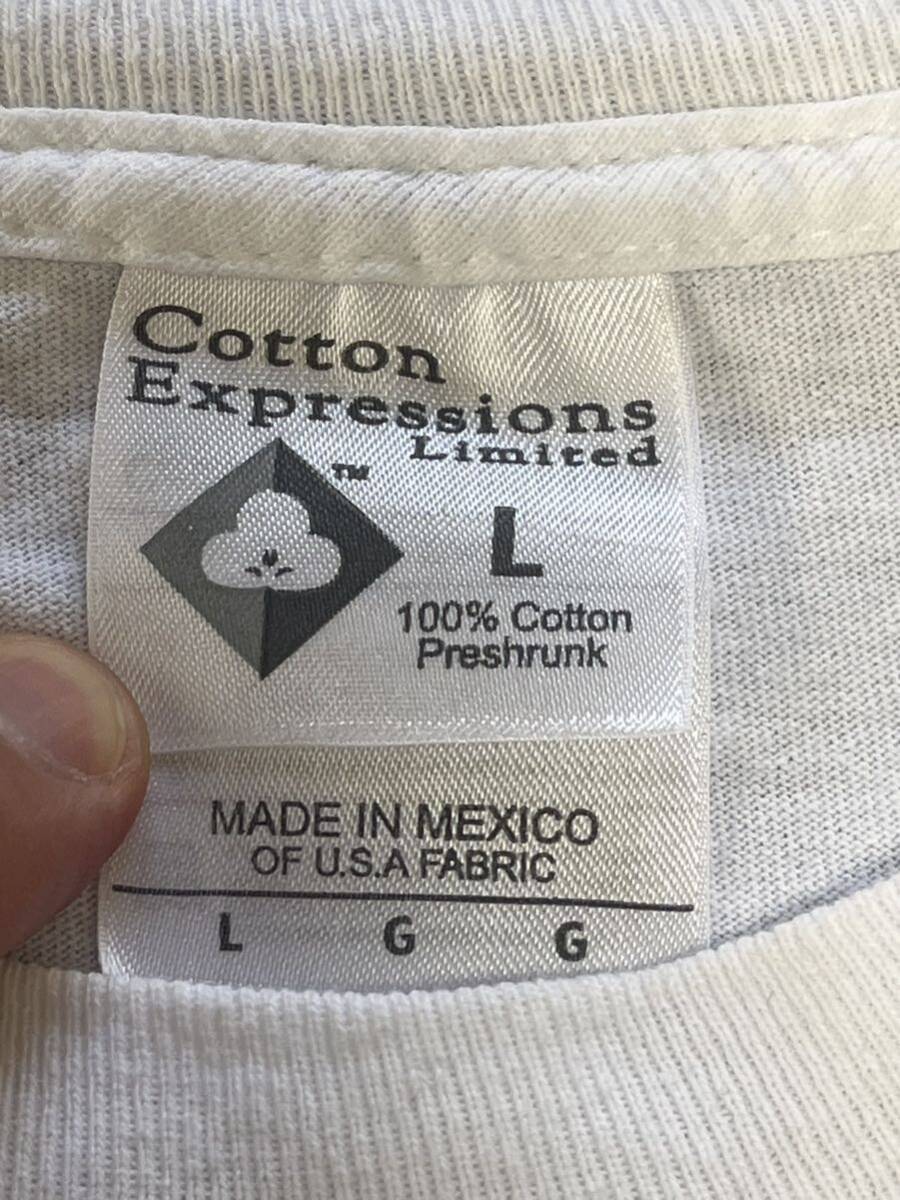 Cotton
Expressions
Limited
™
L
100% Cotton
Preshrunk
MADE IN MEXICO
OF U.S.A FABRIC
L G G